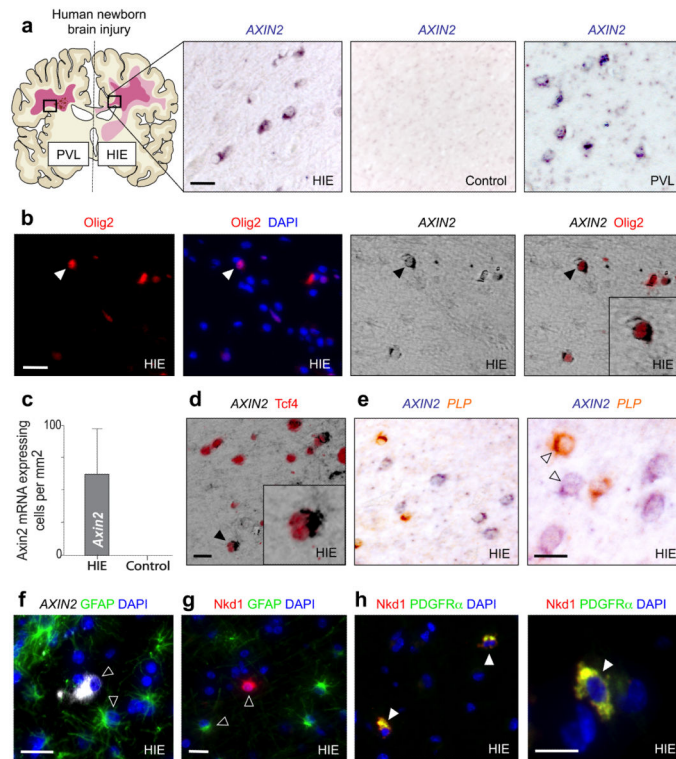 Human newborn
brain injury
a
PVL
HIE
AXIN2
HIE
AXIN2
Control
AXIN2
PVL
b
Olig2
HIE
Olig2 DAPI
HIE
AXIN2
HIE
AXIN2 Olig2
HIE
c
Axin2 mRNA expressing
cells per mm2
100
0
Axin2
HIE
Control
d
AXIN2 Tcf4
HIE
e
AXIN2 PLP
HIE
AXIN2 PLP
HIE
f
AXIN2 GFAP DAPI
HIE
g
Nkd1 GFAP DAPI
HIE
h
Nkd1 PDGFRα DAPI
HIE
Nkd1 PDGFRα DAPI
HIE